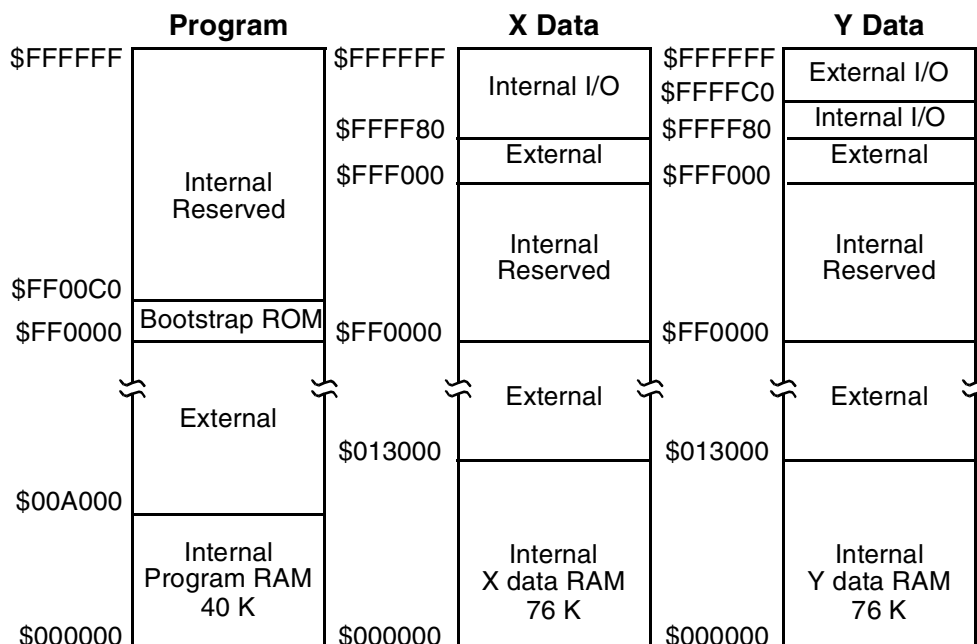 Program
$FFFFFF
Internal
Reserved
$FF00C0
Bootstrap ROM
$FF0000
External
$00A000
Internal
Program RAM
40 K
$000000
X Data
$FFFFFF
Internal I/O
$FFFF80
External
$FFF000
Internal
Reserved
$FF0000
External
$013000
Internal
X data RAM
76 K
$000000
Y Data
$FFFFFF
External I/O
$FFFFC0
Internal I/O
$FFFF80
External
$FFF000
Internal
Reserved
$FF0000
External
$013000
Internal
Y data RAM
76 K
$000000